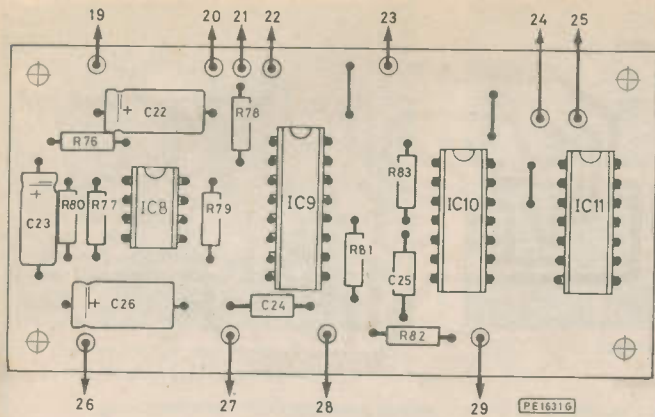 19 20 21 22 23 24 25
+ C22
R78
R76
R83
IC9
IC10
IC11
+
C23
R80
R77
IC8
R79
R81
C25
+ C26
C24
R82
26 27 28 29
PE1631G